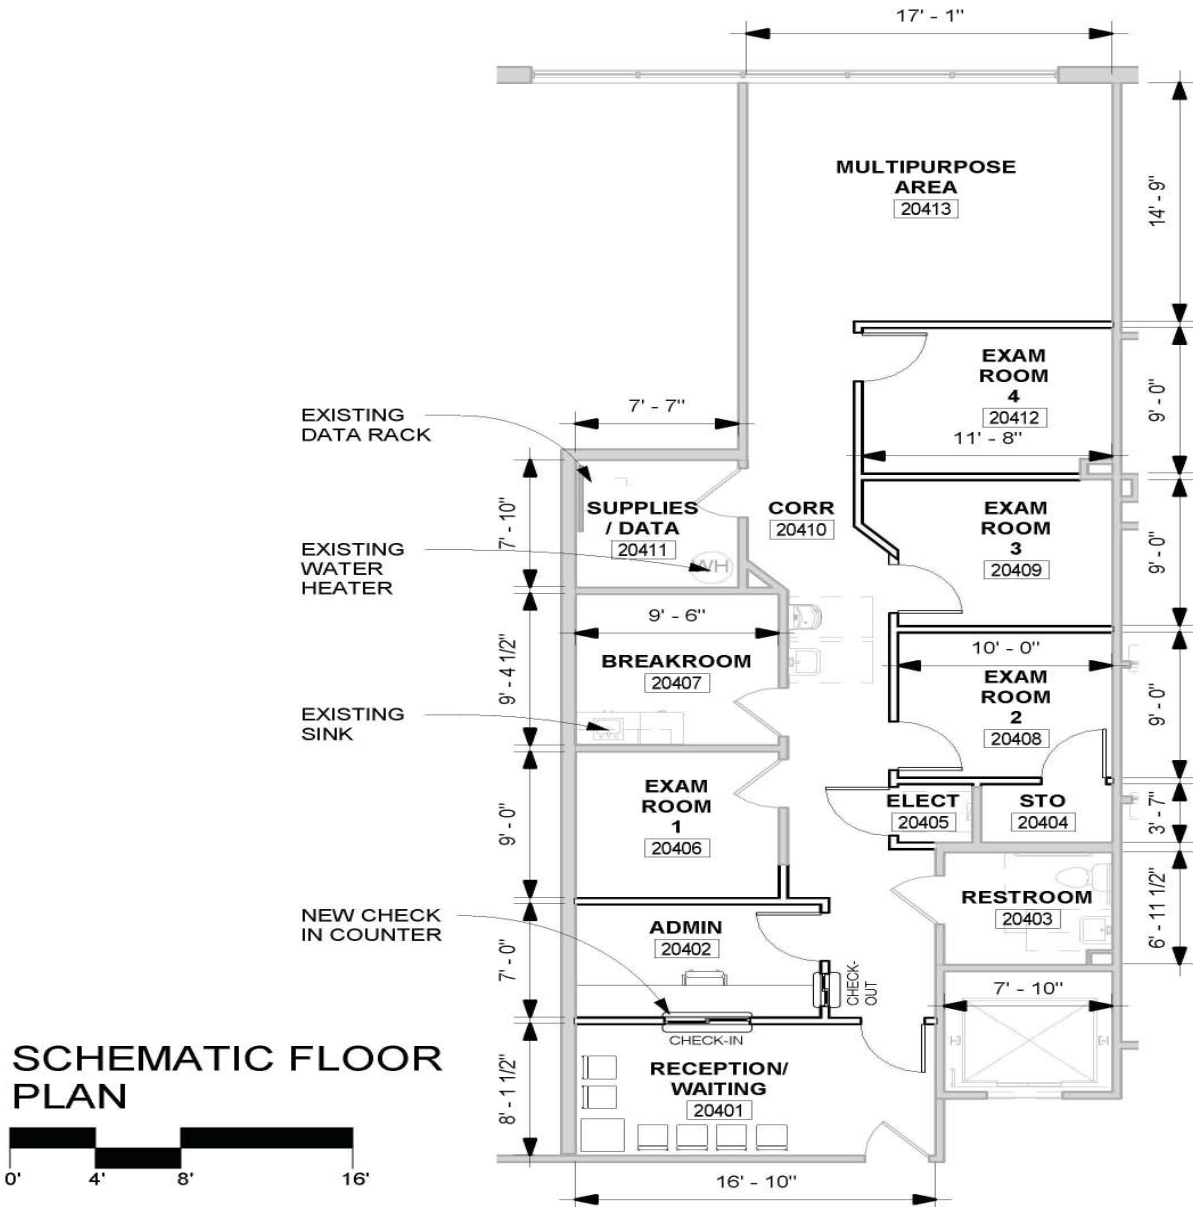 17' - 1"
MULTIPURPOSE
AREA
20413
14' - 9"
EXAM
ROOM
4
20412
11' - 8"
9' - 0"
EXISTING
DATA RACK
7' - 7"
7' - 10"
SUPPLIES
/ DATA
20411
WH
CORR
20410
EXAM
ROOM
3
20409
9' - 0"
EXISTING
WATER
HEATER
9' - 6"
9' - 4 1/2"
BREAKROOM
20407
10' - 0"
EXAM
ROOM
2
20408
9' - 0"
EXISTING
SINK
EXAM
ROOM
1
20406
9' - 0"
ELECT
20405
STO
20404
3' - 7"
RESTROOM
20403
6' - 11 1/2"
NEW CHECK
IN COUNTER
ADMIN
20402
7' - 0"
CHECK-
OUT
7' - 10"
CHECK-IN
RECEPTION/
WAITING
20401
8' - 1 1/2"
16' - 10"
SCHEMATIC FLOOR
PLAN
0' 4' 8' 16'